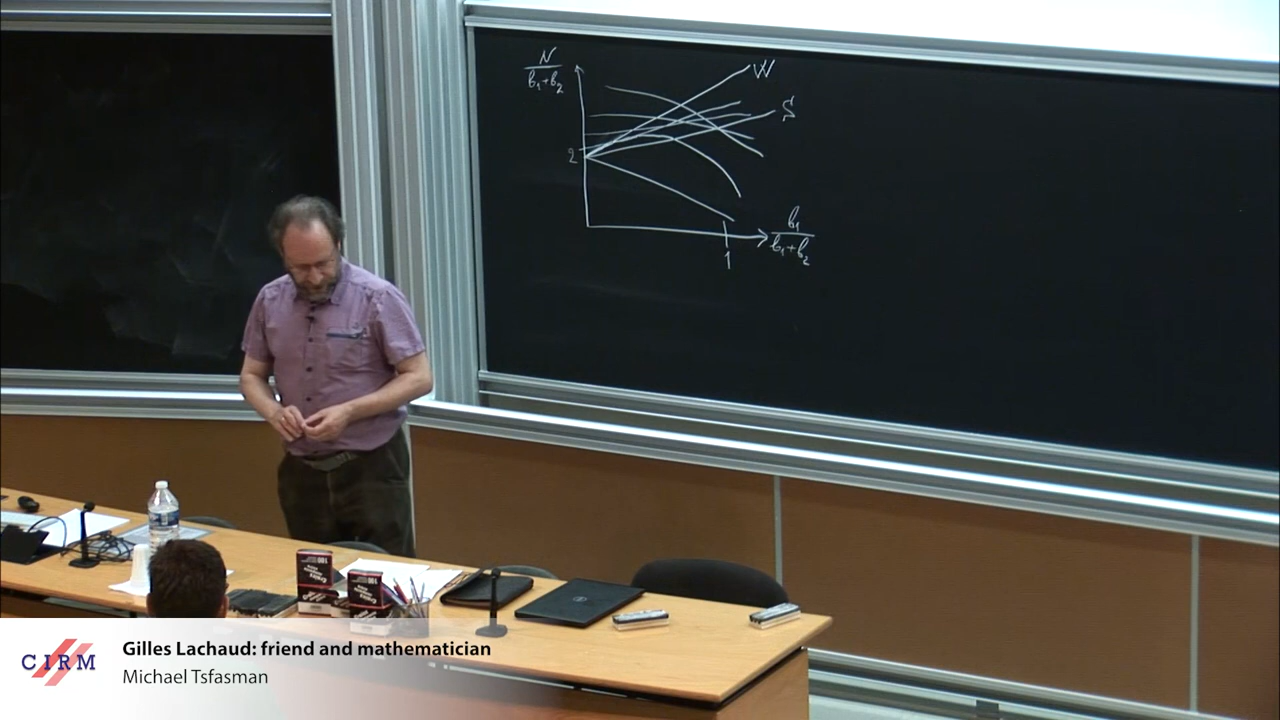 N
b₁+b₂
W
S
2
b₁
b₁+b₂
1
CIRM
Gilles Lachaud: friend and mathematician
Michael Tsfasman